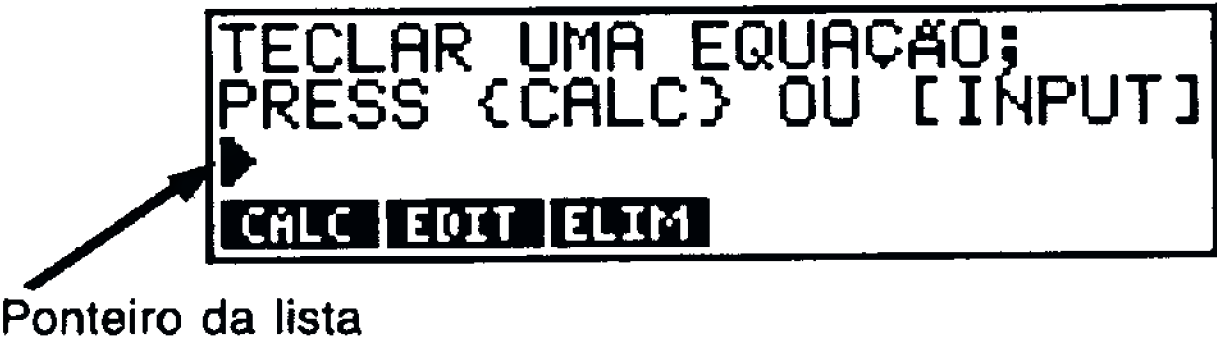 TECLAR UMA EQUAÇÃO;
PRESS {CALC} OU [INPUT]
CALC EDIT ELIM
Ponteiro da lista